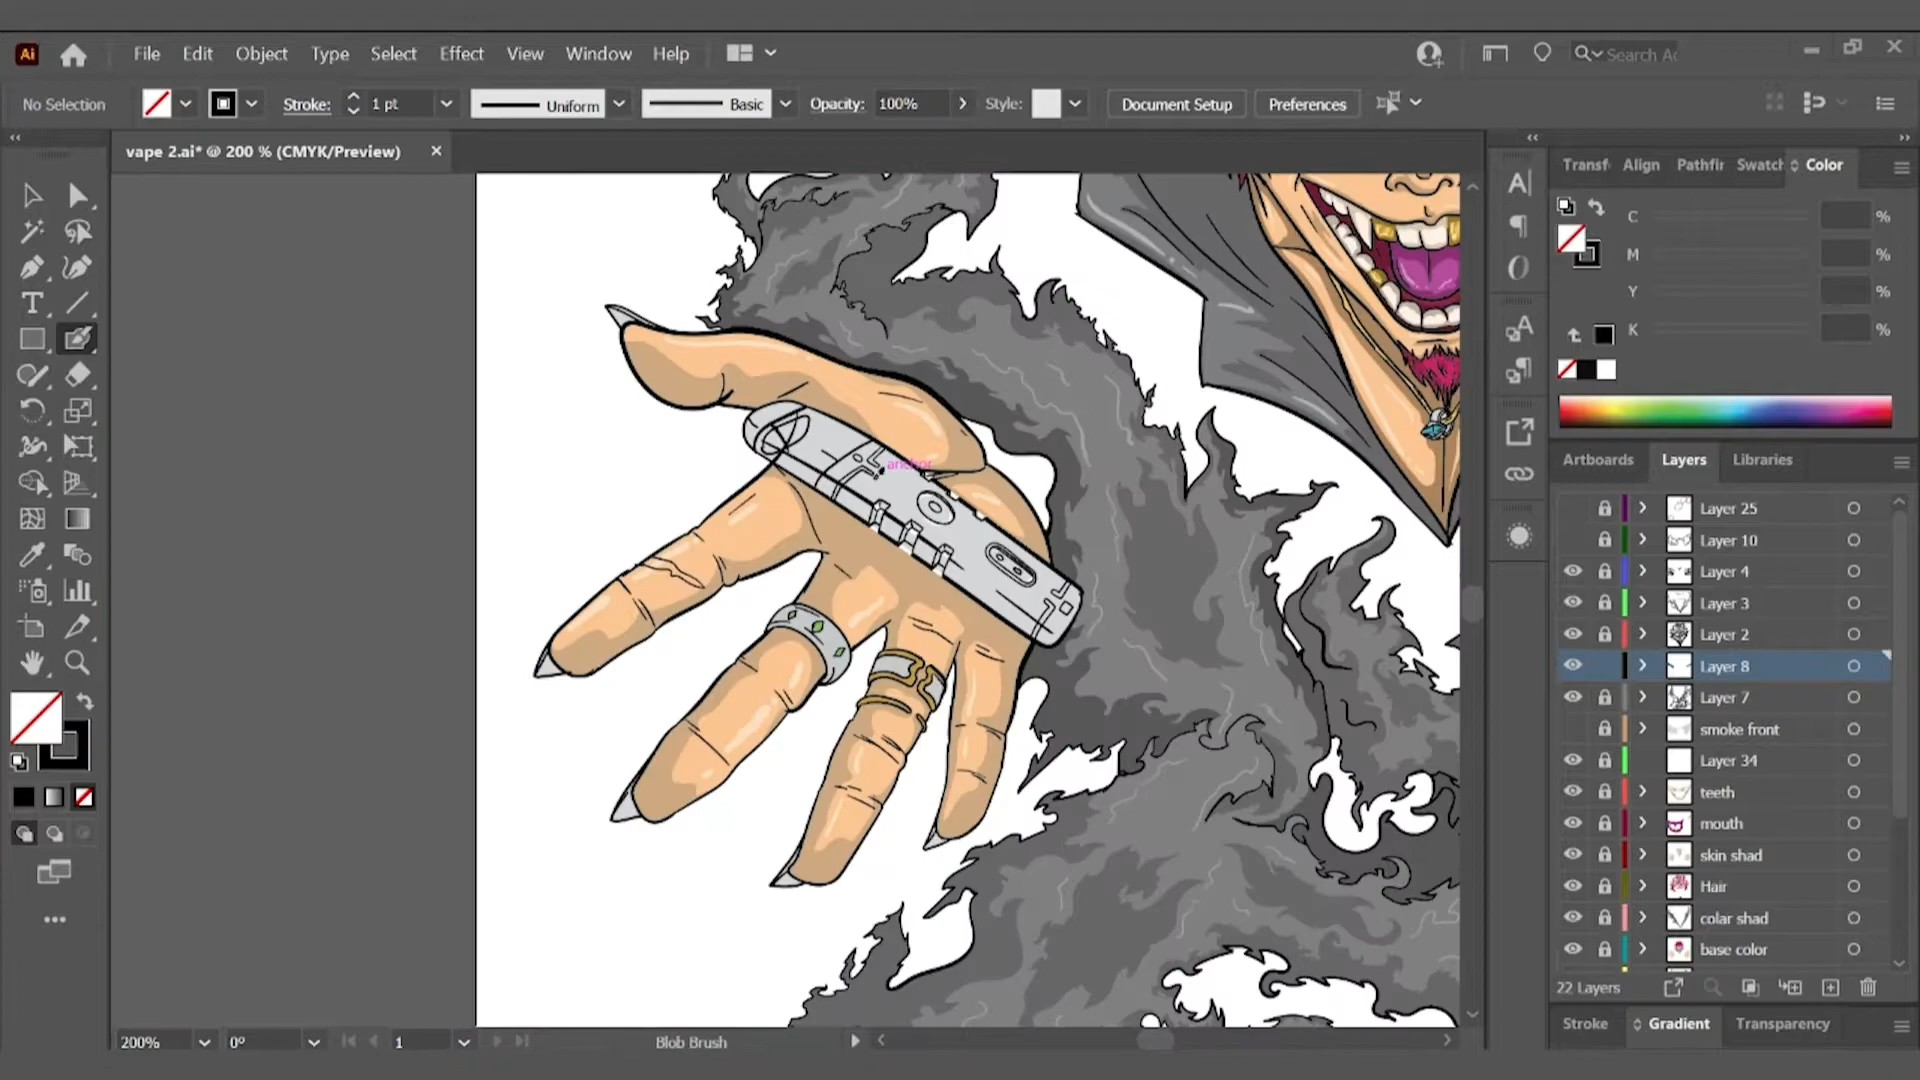 Ai File Edit Object Type Select Effect View Window Help
No Selection Stroke: 1 pt Uniform Basic Opacity: 100% Style: Document Setup Preferences
vape 2.ai* @ 200 % (CMYK/Preview)
Transf Align Pathfir Swatch Color
C %
M %
Y %
K %
anchor
Artboards Layers Libraries
Layer 25
Layer 10
Layer 4
Layer 3
Layer 2
Layer 8
Layer 7
smoke front
Layer 34
teeth
mouth
skin shad
Hair
colar shad
base color
22 Layers
Stroke Gradient Transparency
200% 0° 1 Blob Brush